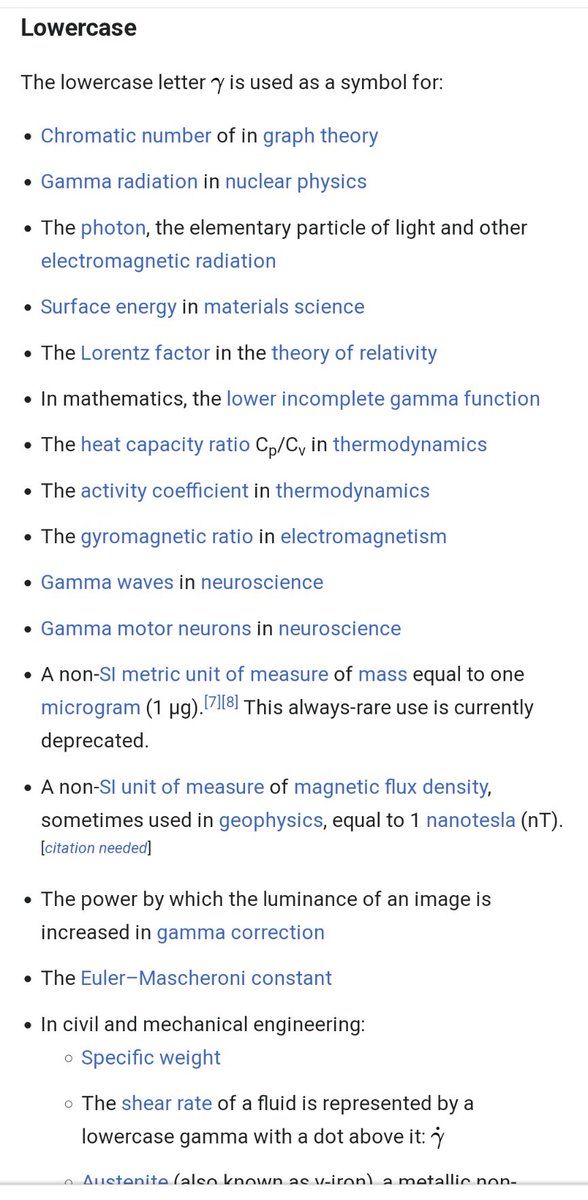 Lowercase
The lowercase letter γ is used as a symbol for:
• Chromatic number of in graph theory
• Gamma radiation in nuclear physics
• The photon, the elementary particle of light and other
electromagnetic radiation
• Surface energy in materials science
• The Lorentz factor in the theory of relativity
• In mathematics, the lower incomplete gamma function
• The heat capacity ratio Cp/Cv in thermodynamics
• The activity coefficient in thermodynamics
• The gyromagnetic ratio in electromagnetism
• Gamma waves in neuroscience
• Gamma motor neurons in neuroscience
• A non-SI metric unit of measure of mass equal to one
microgram (1 μg).[7][8] This always-rare use is currently
deprecated.
• A non-SI unit of measure of magnetic flux density,
sometimes used in geophysics, equal to 1 nanotesla (nT).
[citation needed]
• The power by which the luminance of an image is
increased in gamma correction
• The Euler–Mascheroni constant
• In civil and mechanical engineering:
◦ Specific weight
◦ The shear rate of a fluid is represented by a
lowercase gamma with a dot above it: γ̇
◦ Austenite (also known as γ-iron), a metallic non-